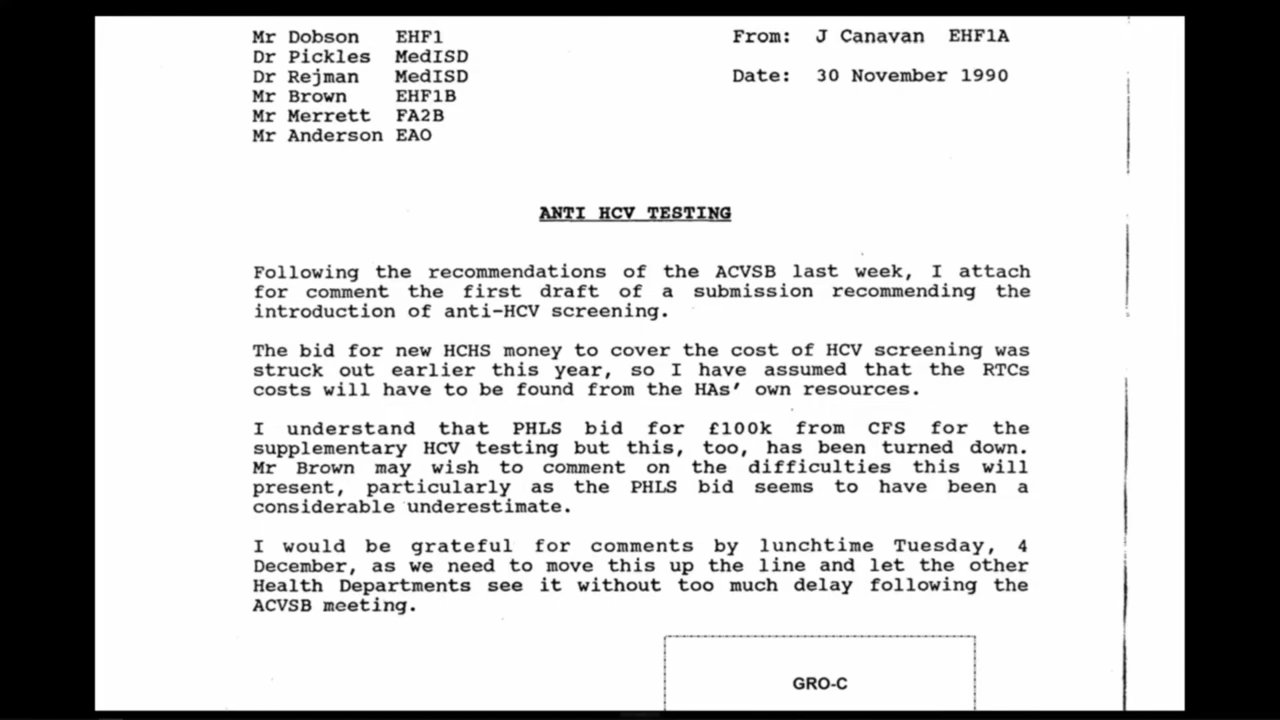 Mr Dobson EHF1 From: J Canavan EHF1A
Dr Pickles MedISD
Dr Rejman MedISD Date: 30 November 1990
Mr Brown EHF1B
Mr Merrett FA2B
Mr Anderson EAO
ANTI HCV TESTING
Following the recommendations of the ACVSB last week, I attach
for comment the first draft of a submission recommending the
introduction of anti-HCV screening.
The bid for new HCHS money to cover the cost of HCV screening was
struck out earlier this year, so I have assumed that the RTCs
costs will have to be found from the HAs' own resources.
I understand that PHLS bid for £100k from CFS for the
supplementary HCV testing but this, too, has been turned down.
Mr Brown may wish to comment on the difficulties this will
present, particularly as the PHLS bid seems to have been a
considerable underestimate.
I would be grateful for comments by lunchtime Tuesday, 4
December, as we need to move this up the line and let the other
Health Departments see it without too much delay following the
ACVSB meeting.
GRO-C